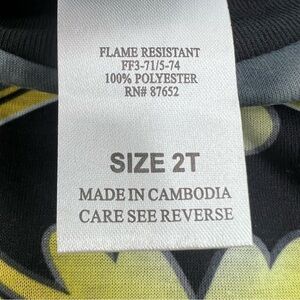 FLAME RESISTANT
FF3-71/5-74
100% POLYESTER
RN# 87652
SIZE 2T
MADE IN CAMBODIA
CARE SEE REVERSE